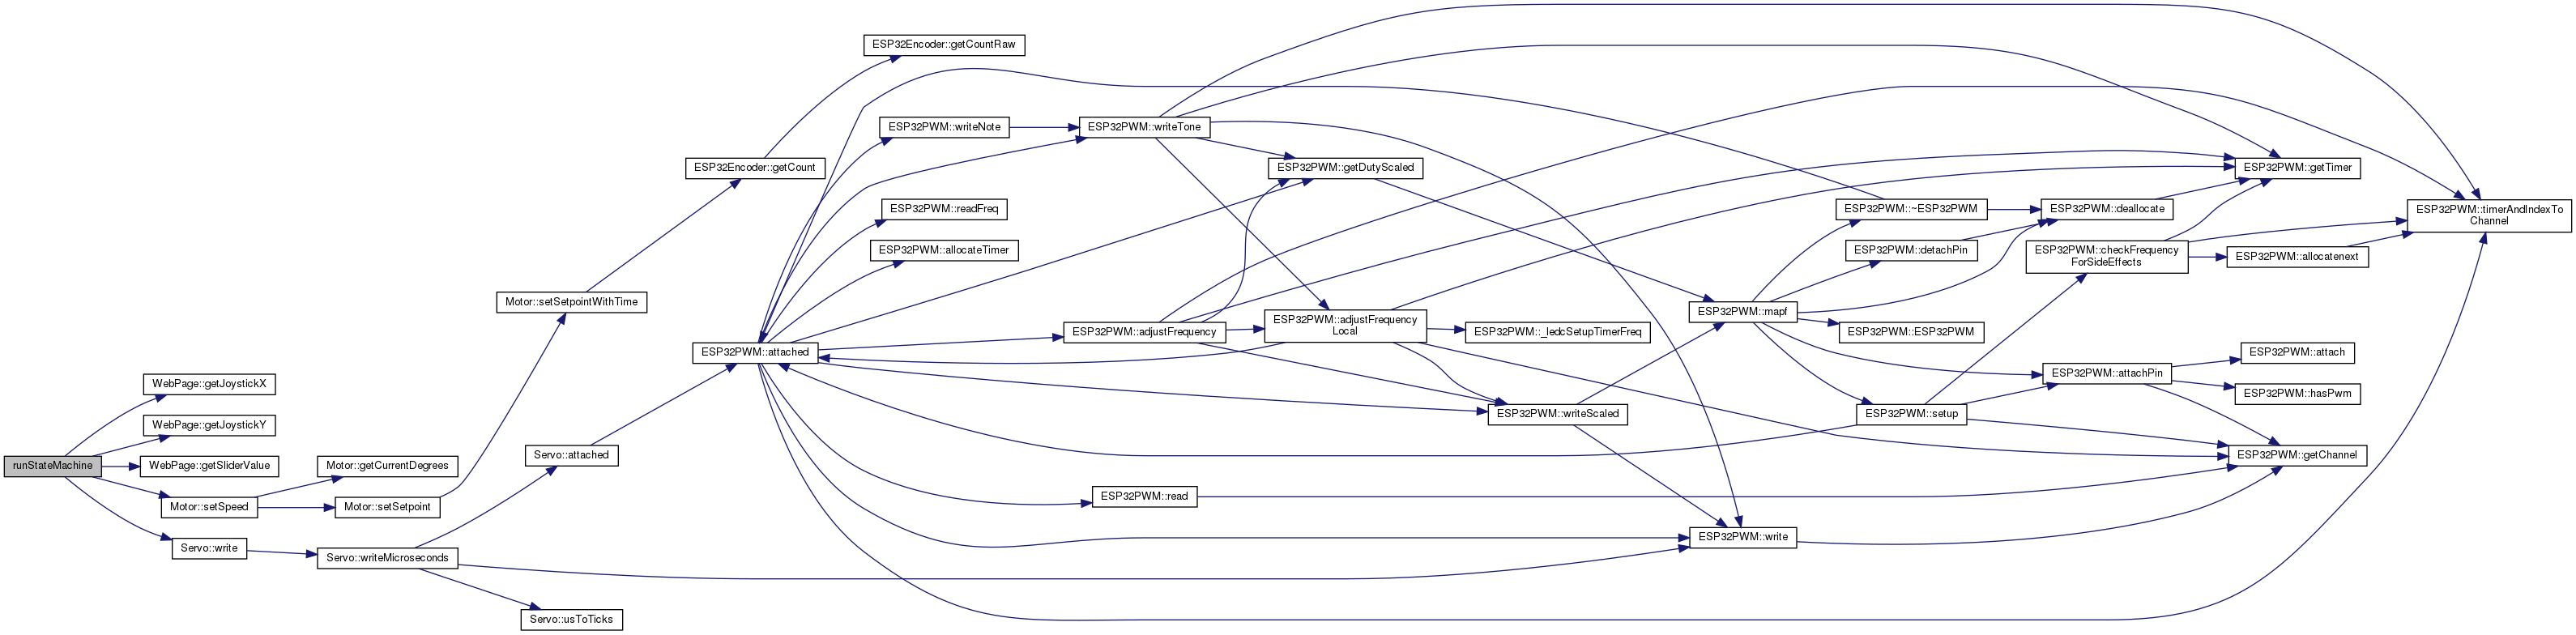 runStateMachine
WebPage::getJoystickX
WebPage::getJoystickY
WebPage::getSliderValue
Motor::setSpeed
Servo::write
Motor::getCurrentDegrees
Motor::setSetpoint
Servo::writeMicroseconds
Motor::setSetpointWithTime
Servo::attached
Servo::usToTicks
ESP32Encoder::getCount
ESP32PWM::attached
ESP32Encoder::getCountRaw
ESP32PWM::writeNote
ESP32PWM::readFreq
ESP32PWM::allocateTimer
ESP32PWM::writeTone
ESP32PWM::adjustFrequency
ESP32PWM::read
ESP32PWM::getDutyScaled
ESP32PWM::adjustFrequency
Local
ESP32PWM::_ledcSetupTimerFreq
ESP32PWM::writeScaled
ESP32PWM::mapf
ESP32PWM::write
ESP32PWM::~ESP32PWM
ESP32PWM::detachPin
ESP32PWM::ESP32PWM
ESP32PWM::setup
ESP32PWM::deallocate
ESP32PWM::checkFrequency
ForSideEffects
ESP32PWM::attachPin
ESP32PWM::getTimer
ESP32PWM::allocatenext
ESP32PWM::attach
ESP32PWM::hasPwm
ESP32PWM::getChannel
ESP32PWM::timerAndIndexTo
Channel